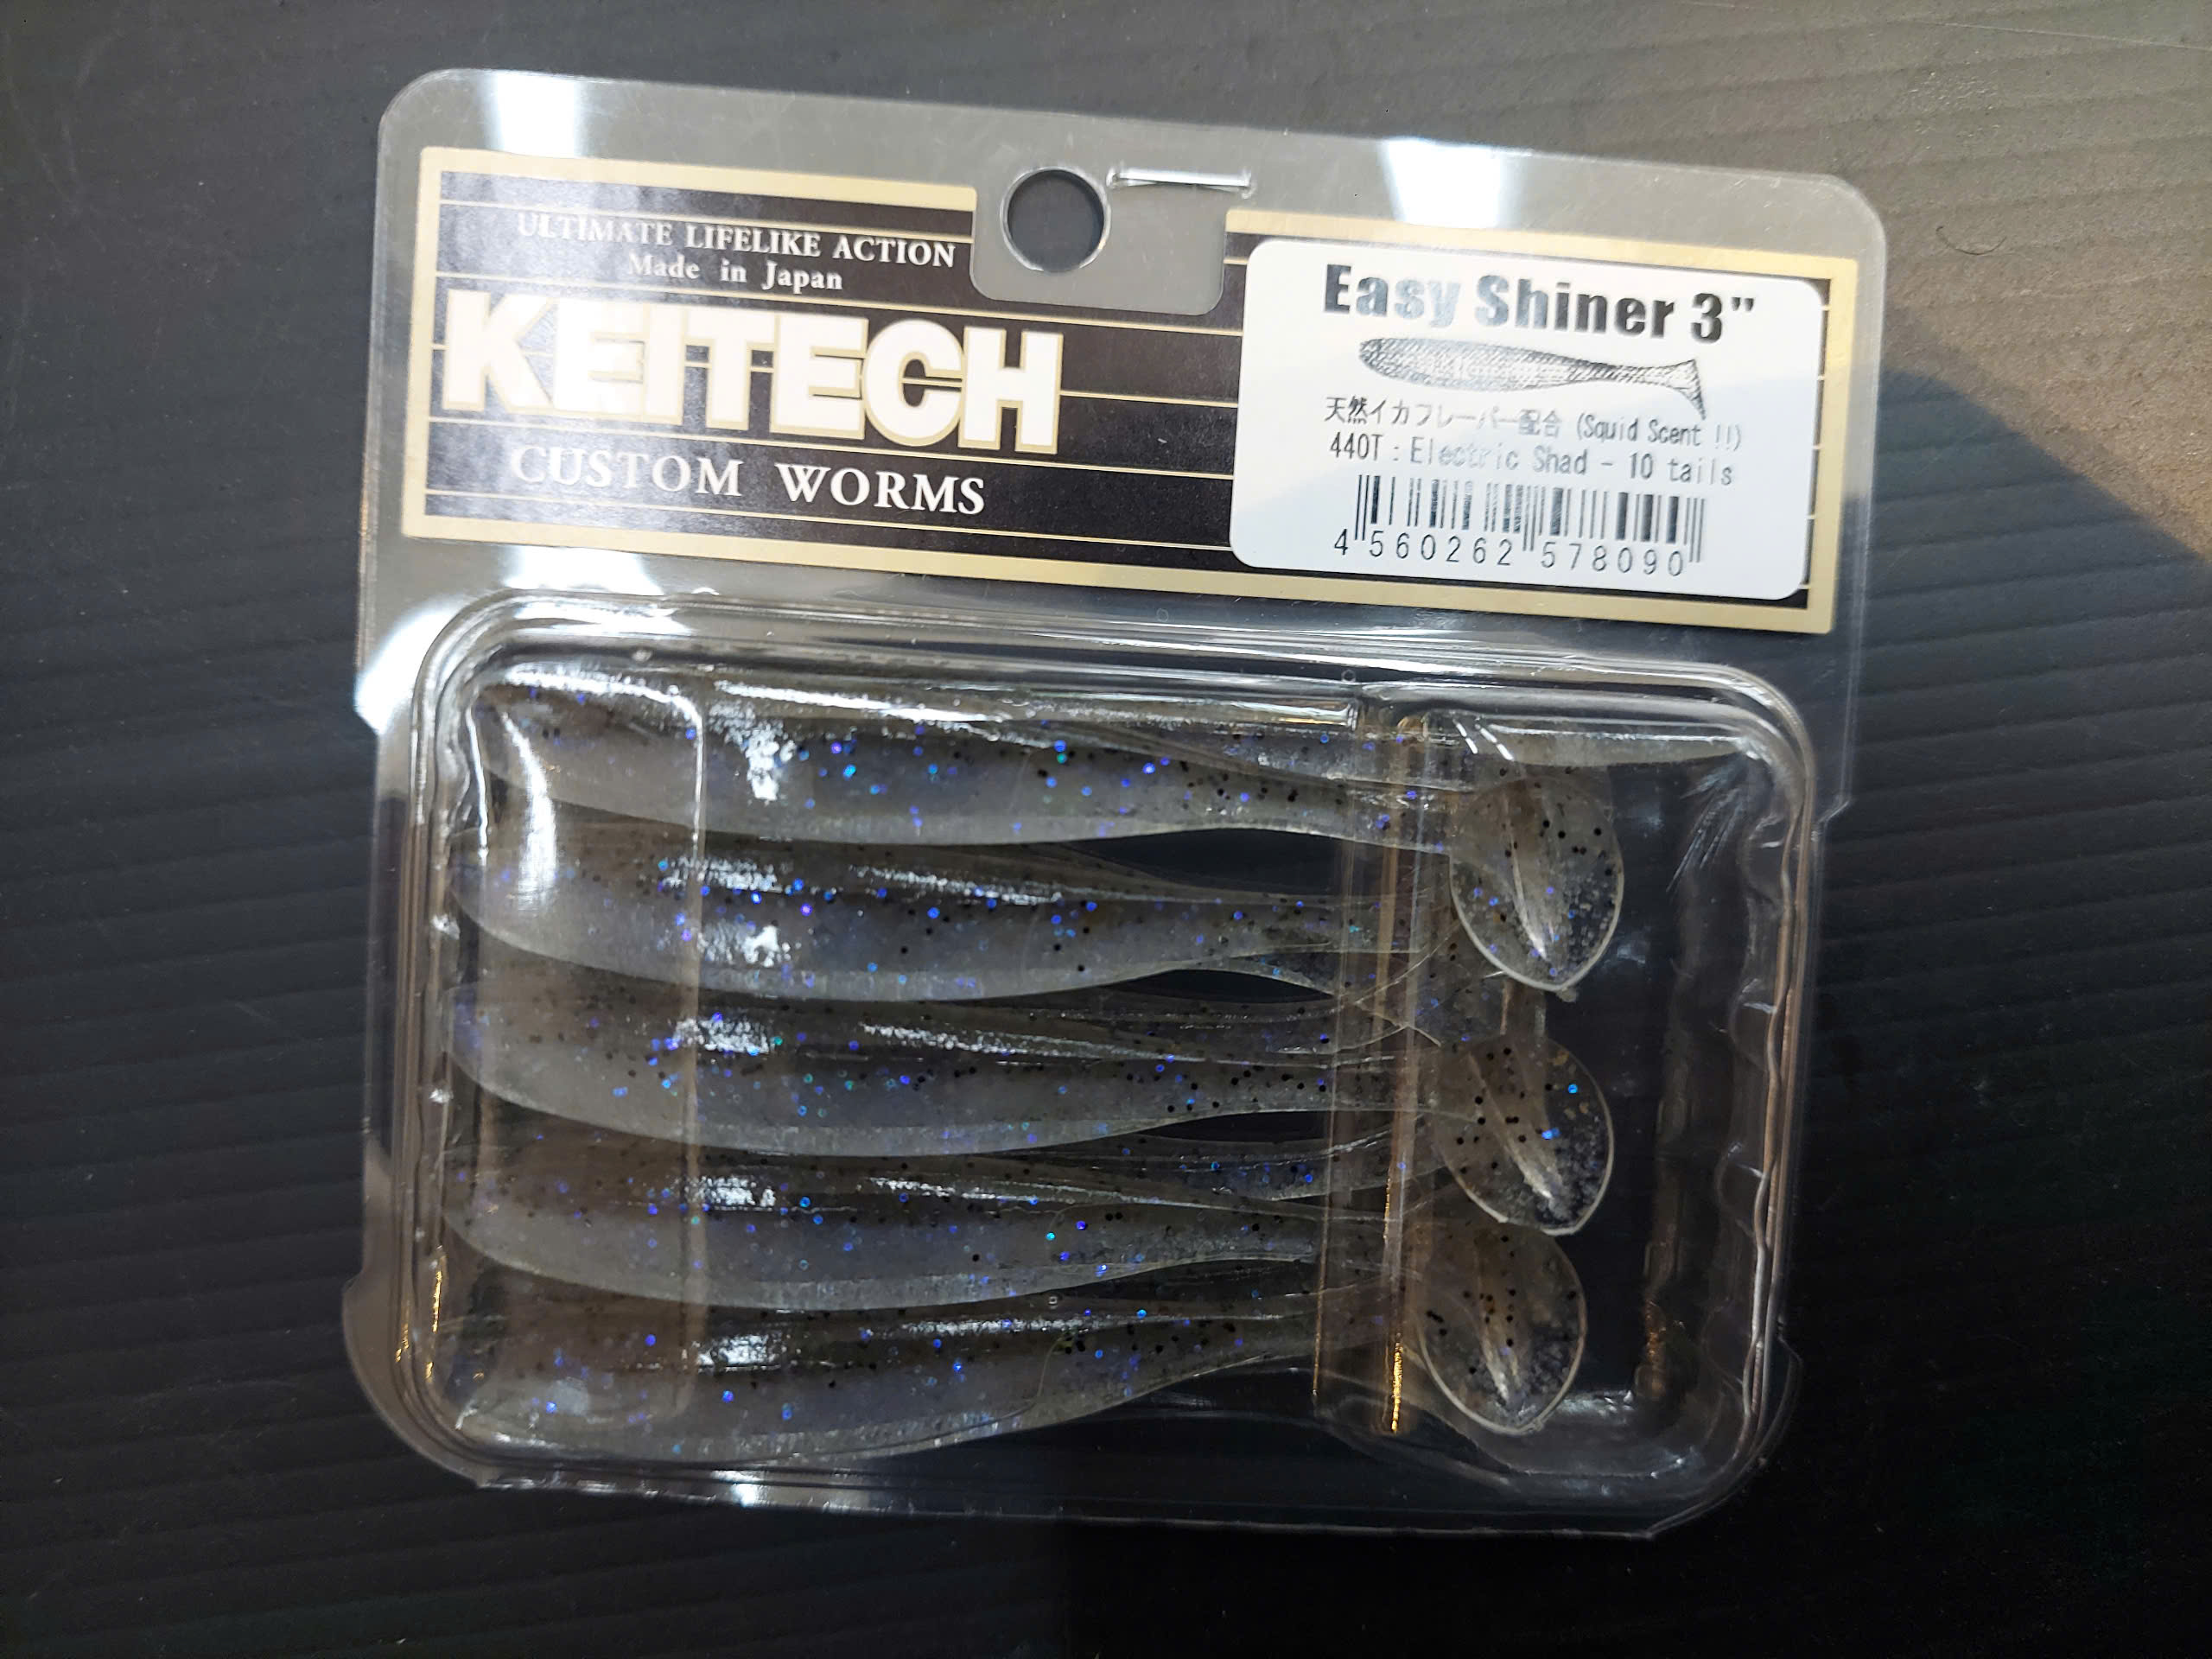 ULTIMATE LIFELIKE ACTION
Made in Japan
KEITECH
CUSTOM WORMS
Easy Shiner 3"
天然イカフレーバー配合 (Squid Scent !!)
440T : Electric Shad - 10 tails
4 560262 578090